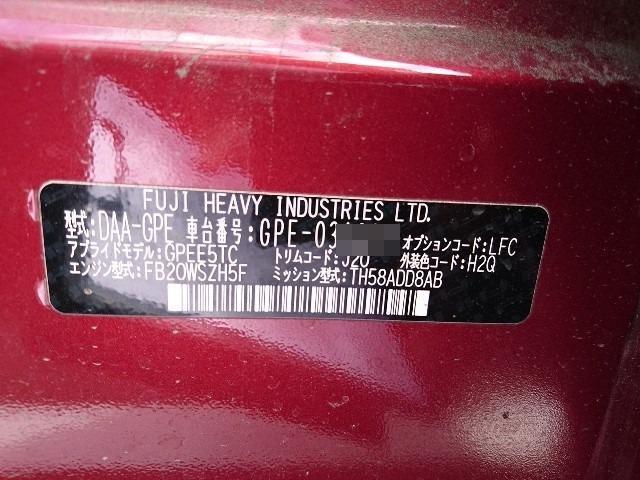 FUJI HEAVY INDUSTRIES LTD.
型式:DAA-GPE 車台番号:GPE-03 オプションコード:LFC
アプライドモデル:GPEE5TC トリムコード:J20 外装色コード:H2Q
エンジン型式:FB20WSZH5F ミッション型式:TH58ADD8AB